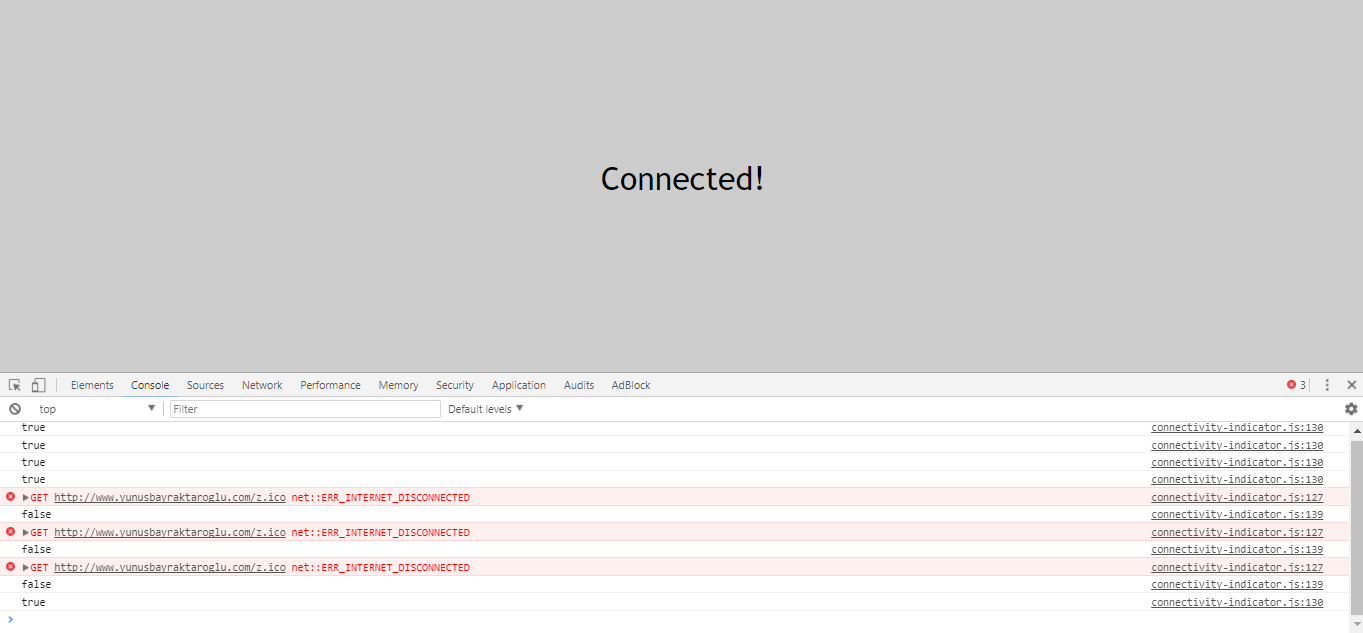 Connected!
Elements Console Sources Network Performance Memory Security Application Audits AdBlock 3
top Filter Default levels
true connectivity-indicator.js:130
true connectivity-indicator.js:130
true connectivity-indicator.js:130
true connectivity-indicator.js:130
GET http://www.yunusbayraktaroglu.com/z.ico net::ERR_INTERNET_DISCONNECTED connectivity-indicator.js:127
false connectivity-indicator.js:139
GET http://www.yunusbayraktaroglu.com/z.ico net::ERR_INTERNET_DISCONNECTED connectivity-indicator.js:127
false connectivity-indicator.js:139
GET http://www.yunusbayraktaroglu.com/z.ico net::ERR_INTERNET_DISCONNECTED connectivity-indicator.js:127
false connectivity-indicator.js:139
true connectivity-indicator.js:130